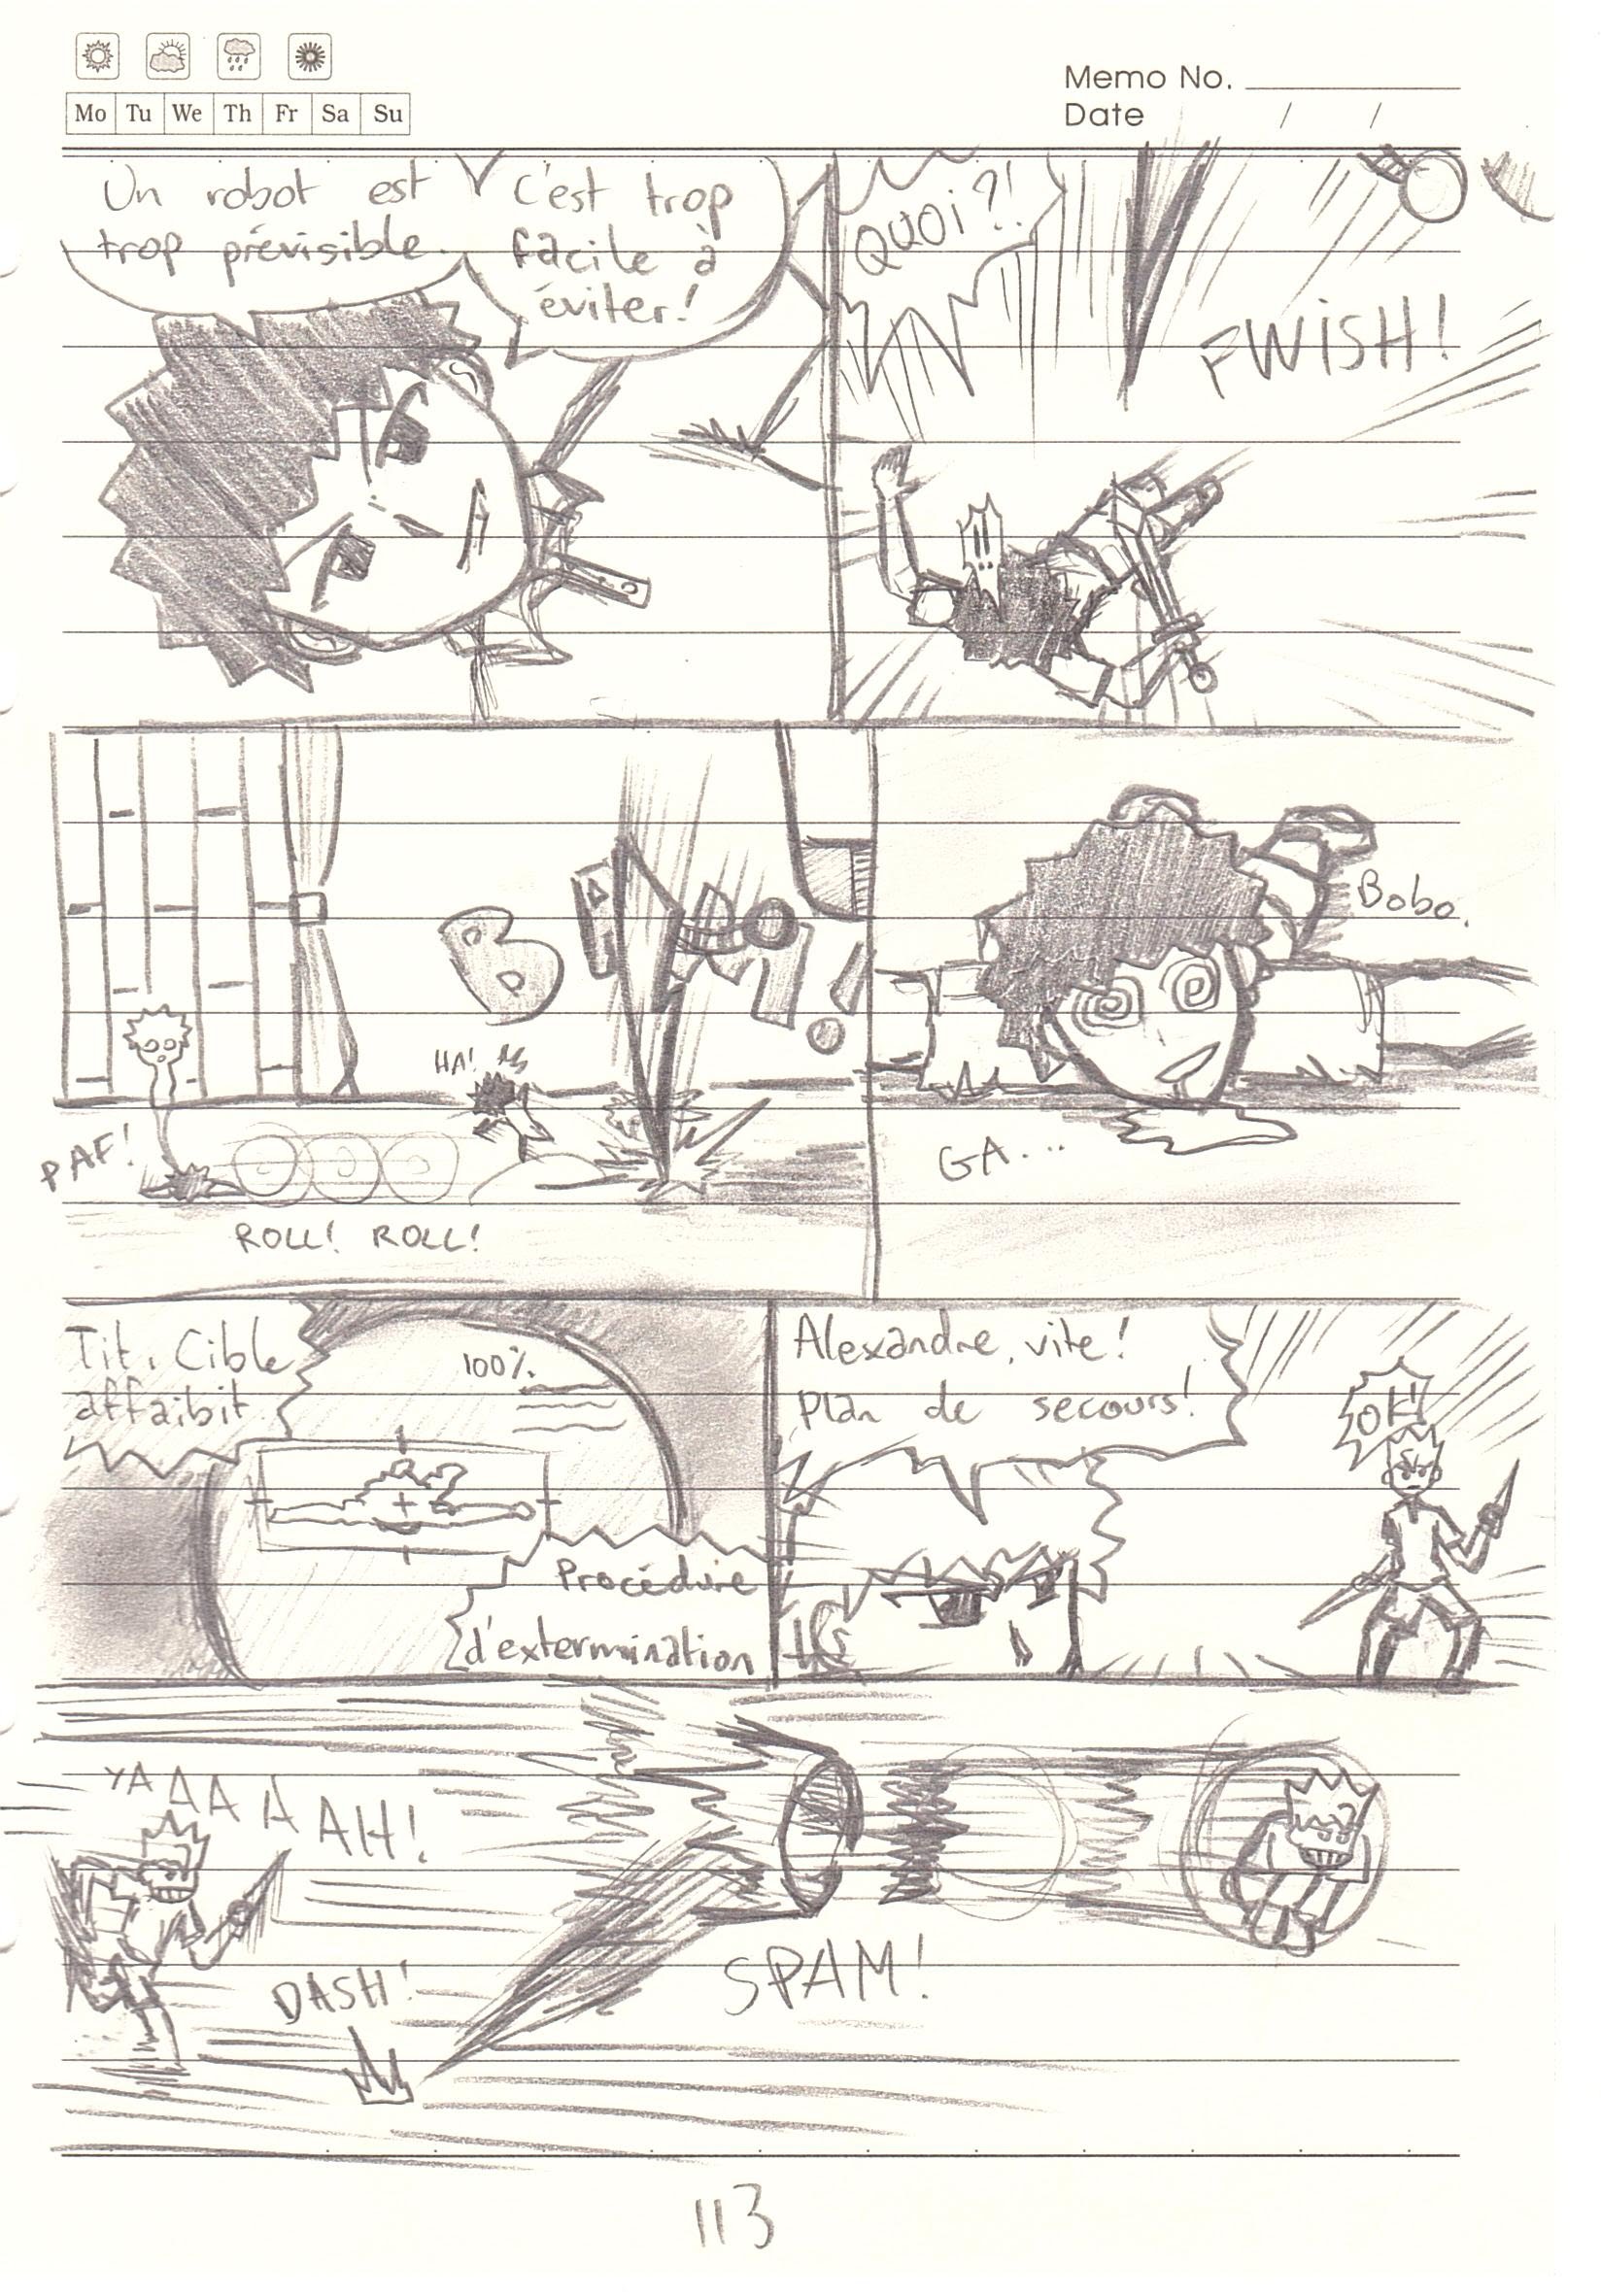 Mo Tu We Th Fr Sa Su
Memo No.
Date / /
Un robot est
trop prévisible.
C'est trop
facile à
éviter!
QUOi?!
FWiSH!
BOOM!
HA!
PAF!
ROLL! ROLL!
Bobo.
GA...
Tit. Cible
affaibit
100%
Procédure
d'extermination
Alexandre, vite!
Plan de secours!
OK!
YAAAAAH!
DASH!
SPAM!
113